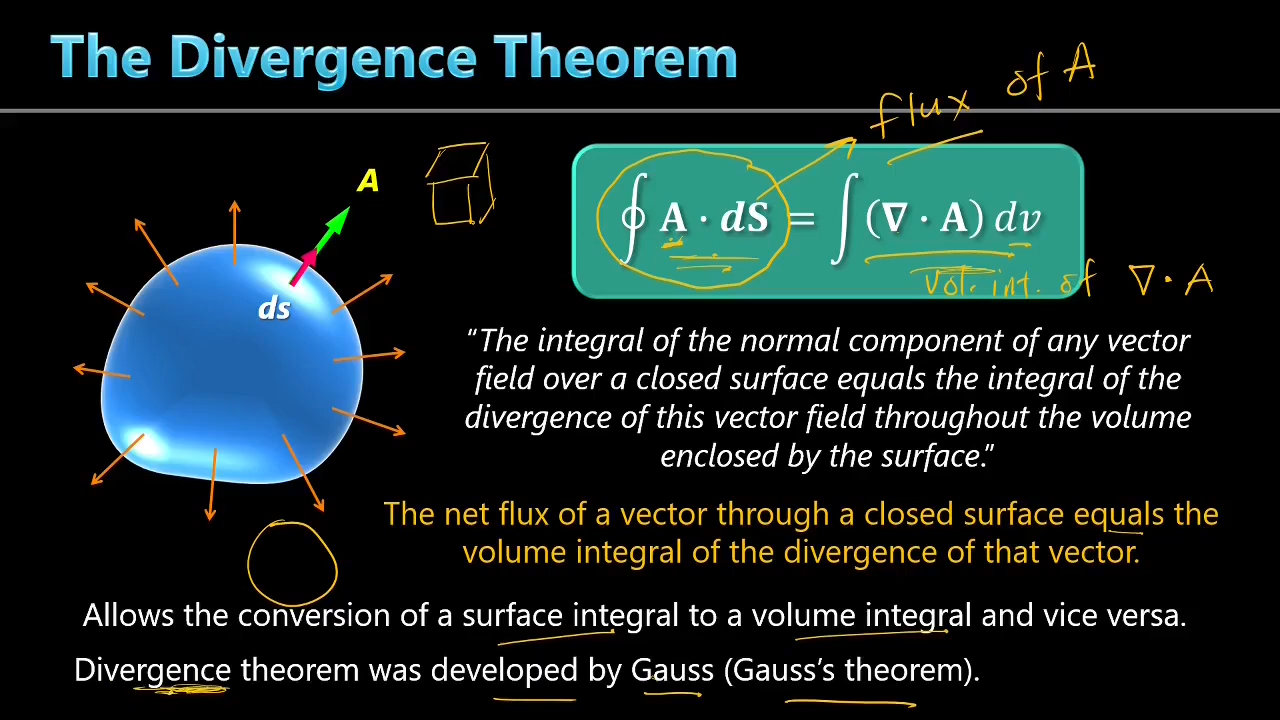 The Divergence Theorem
flux of A
A
∮ A · dS = ∫ (∇ · A) dv
vol. int. of ∇ · A
ds
“The integral of the normal component of any vector
field over a closed surface equals the integral of the
divergence of this vector field throughout the volume
enclosed by the surface.”
The net flux of a vector through a closed surface equals the
volume integral of the divergence of that vector.
Allows the conversion of a surface integral to a volume integral and vice versa.
Divergence theorem was developed by Gauss (Gauss’s theorem).